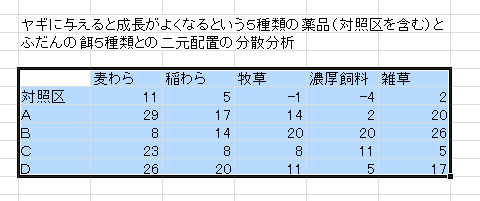 ヤギに与えると成長がよくなるという5種類の薬品(対照区を含む)と
ふだんの餌5種類との二元配置の分散分析
麦わら 稲わら 牧草 濃厚飼料 雑草
対照区 11 5 -1 -4 2
A 29 17 14 2 20
B 8 14 20 20 26
C 23 8 8 11 5
D 26 20 11 5 17